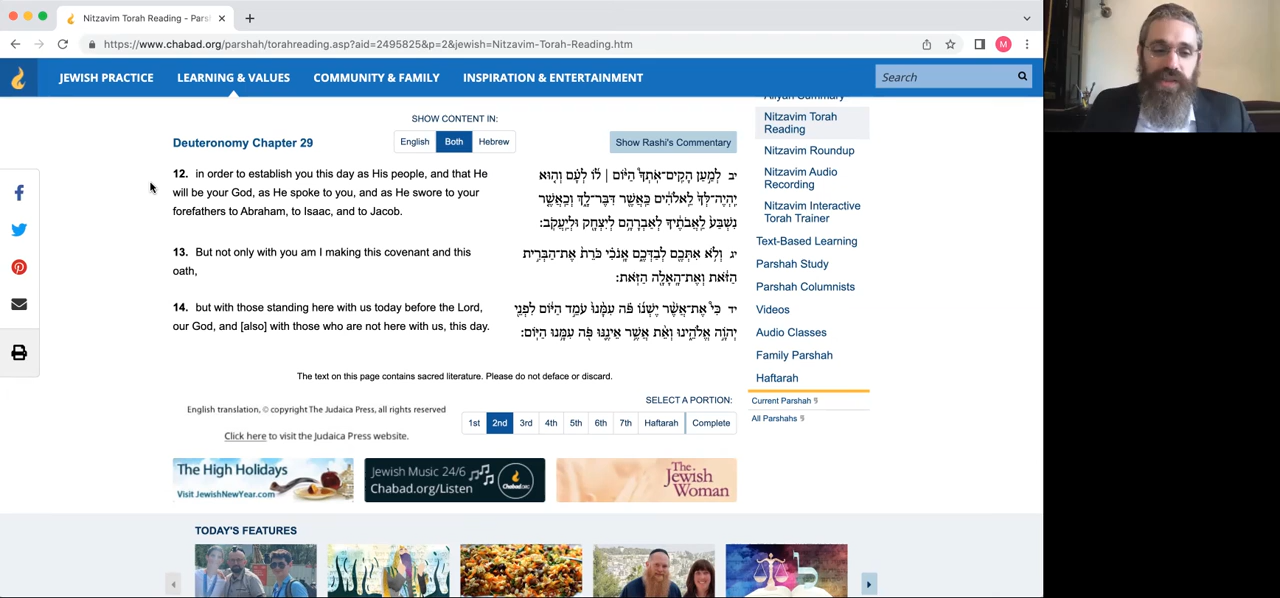 Nitzavim Torah Reading - Pars
https://www.chabad.org/parshah/torahreading.asp?aid=2495825&p=2&jewish=Nitzavim-Torah-Reading.htm
M
JEWISH PRACTICE
LEARNING & VALUES
COMMUNITY & FAMILY
INSPIRATION & ENTERTAINMENT
Search
SHOW CONTENT IN:
Deuteronomy Chapter 29
English
Both
Hebrew
Show Rashi's Commentary
12. in order to establish you this day as His people, and that He
will be your God, as He spoke to you, and as He swore to your
forefathers to Abraham, to Isaac, and to Jacob.
יב לְמַ֣עַן הָקִֽים־אֹתְךָ֩ הַיּ֨וֹם | ל֜וֹ לְעָ֗ם וְה֤וּא
יִֽהְיֶה־לְּךָ֙ לֵֽאלֹהִ֔ים כַּֽאֲשֶׁ֖ר דִּבֶּר־לָ֑ךְ וְכַֽאֲשֶׁ֤ר
נִשְׁבַּע֙ לַֽאֲבֹתֶ֔יךָ לְאַבְרָהָ֥ם לְיִצְחָ֖ק וּלְיַֽעֲקֹֽב:
13. But not only with you am I making this covenant and this
oath,
יג וְלֹ֥א אִתְּכֶ֖ם לְבַדְּכֶ֑ם אָֽנֹכִ֗י כֹּרֵת֙ אֶת־הַבְּרִ֣ית
הַזֹּ֔את וְאֶת־הָֽאָלָ֖ה הַזֹּֽאת:
14. but with those standing here with us today before the Lord,
our God, and [also] with those who are not here with us, this day.
יד כִּי֩ אֶת־אֲשֶׁ֨ר יֶשְׁנ֜וֹ פֹּ֗ה עִמָּ֨נוּ֙ עֹמֵ֣ד הַיּ֔וֹם לִפְנֵ֖י
יְהֹוָ֣ה אֱלֹהֵ֑ינוּ וְאֵ֨ת אֲשֶׁ֥ר אֵינֶ֛נּוּ פֹּ֖ה עִמָּ֥נוּ הַיּֽוֹם:
The text on this page contains sacred literature. Please do not deface or discard.
SELECT A PORTION:
English translation, © copyright The Judaica Press, all rights reserved
Click here to visit the Judaica Press website.
1st
2nd
3rd
4th
5th
6th
7th
Haftarah
Complete
The High Holidays
Visit JewishNewYear.com
Jewish Music 24/6
Chabad.org/Listen
Chabad.ORG
The
Jewish
Woman
TODAY'S FEATURES
Aliyah Summary
Nitzavim Torah
Reading
Nitzavim Roundup
Nitzavim Audio
Recording
Nitzavim Interactive
Torah Trainer
Text-Based Learning
Parshah Study
Parshah Columnists
Videos
Audio Classes
Family Parshah
Haftarah
Current Parshah
All Parshahs